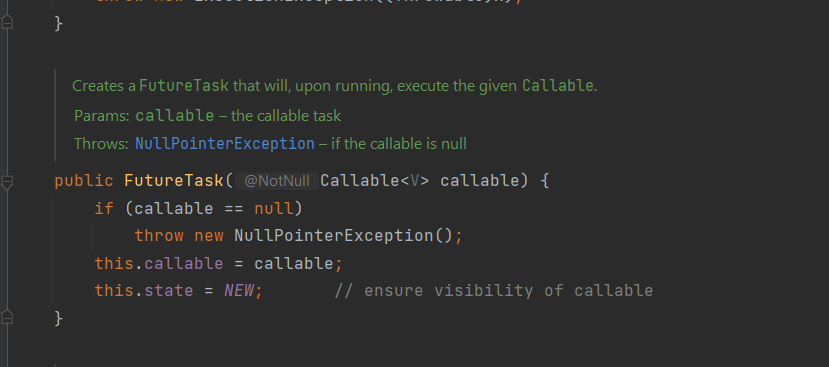 }
Creates a FutureTask that will, upon running, execute the given Callable.
Params: callable – the callable task
Throws: NullPointerException – if the callable is null
public FutureTask( @NotNull Callable<V> callable) {
if (callable == null)
throw new NullPointerException();
this.callable = callable;
this.state = NEW; // ensure visibility of callable
}